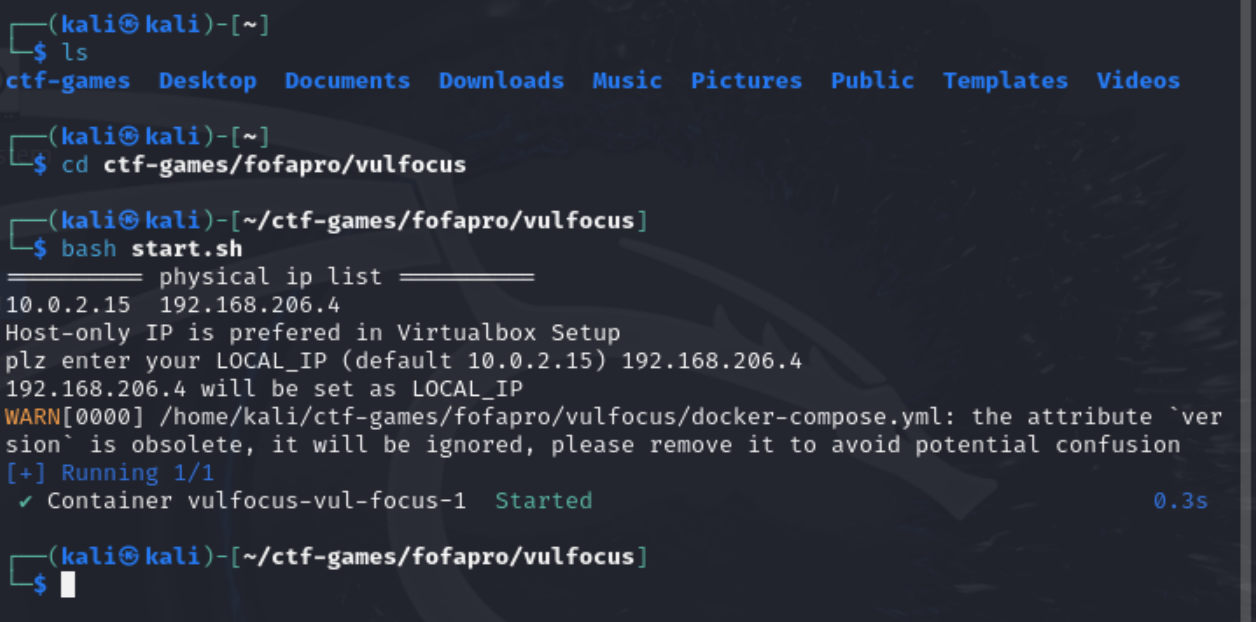 ┌──(kali㉿kali)-[~]
└─$ ls
ctf-games  Desktop  Documents  Downloads  Music  Pictures  Public  Templates  Videos
┌──(kali㉿kali)-[~]
└─$ cd ctf-games/fofapro/vulfocus
┌──(kali㉿kali)-[~/ctf-games/fofapro/vulfocus]
└─$ bash start.sh
========== physical ip list ==========
10.0.2.15  192.168.206.4
Host-only IP is prefered in Virtualbox Setup
plz enter your LOCAL_IP (default 10.0.2.15) 192.168.206.4
192.168.206.4 will be set as LOCAL_IP
WARN[0000] /home/kali/ctf-games/fofapro/vulfocus/docker-compose.yml: the attribute `ver
sion` is obsolete, it will be ignored, please remove it to avoid potential confusion
[+] Running 1/1
 ✔ Container vulfocus-vul-focus-1  Started  0.3s
┌──(kali㉿kali)-[~/ctf-games/fofapro/vulfocus]
└─$